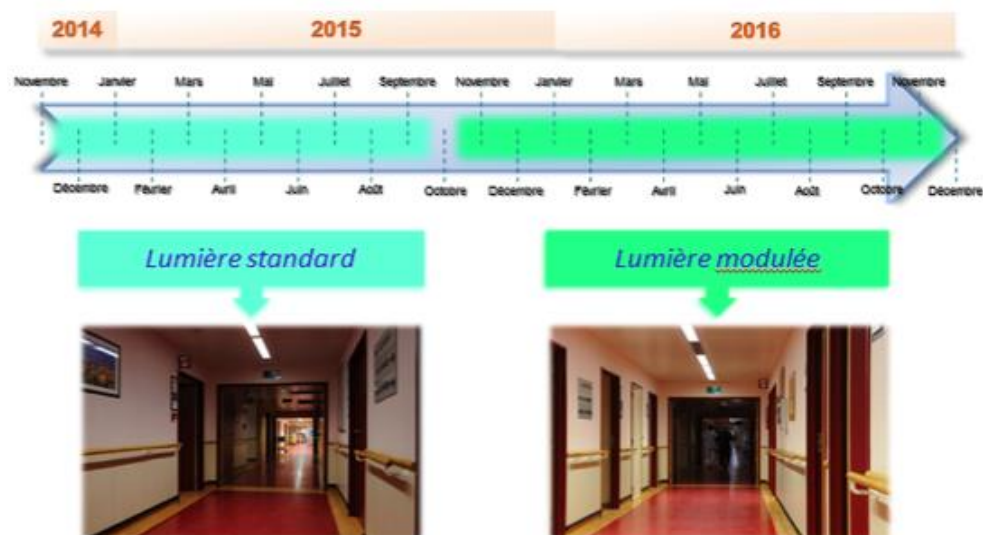 2014 2015 2016
Novembre Janvier Mars Mai Juillet Septembre Novembre Janvier Mars Mai Juillet Septembre Novembre
Décembre Février Avril Juin Août Octobre Décembre Février Avril Juin Août Octobre Décembre
Lumière standard Lumière modulée